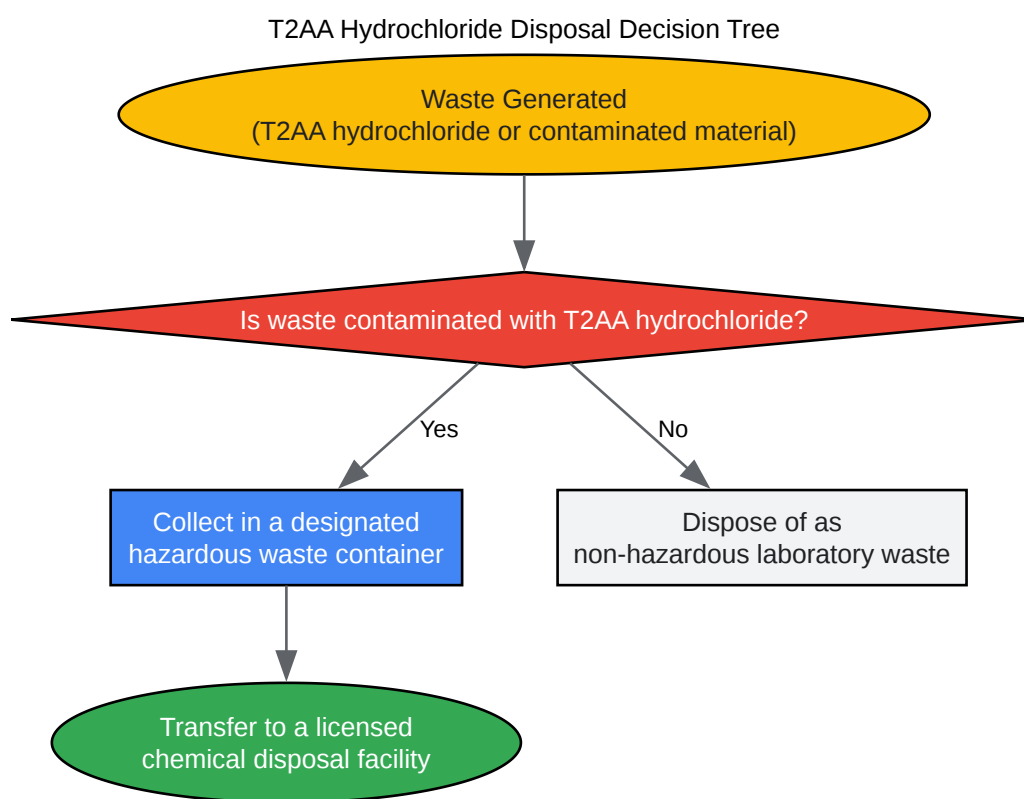 T2AA Hydrochloride Disposal Decision Tree
Waste Generated
(T2AA hydrochloride or contaminated material)
Is waste contaminated with T2AA hydrochloride?
Yes
No
Collect in a designated
hazardous waste container
Dispose of as
non-hazardous laboratory waste
Transfer to a licensed
chemical disposal facility